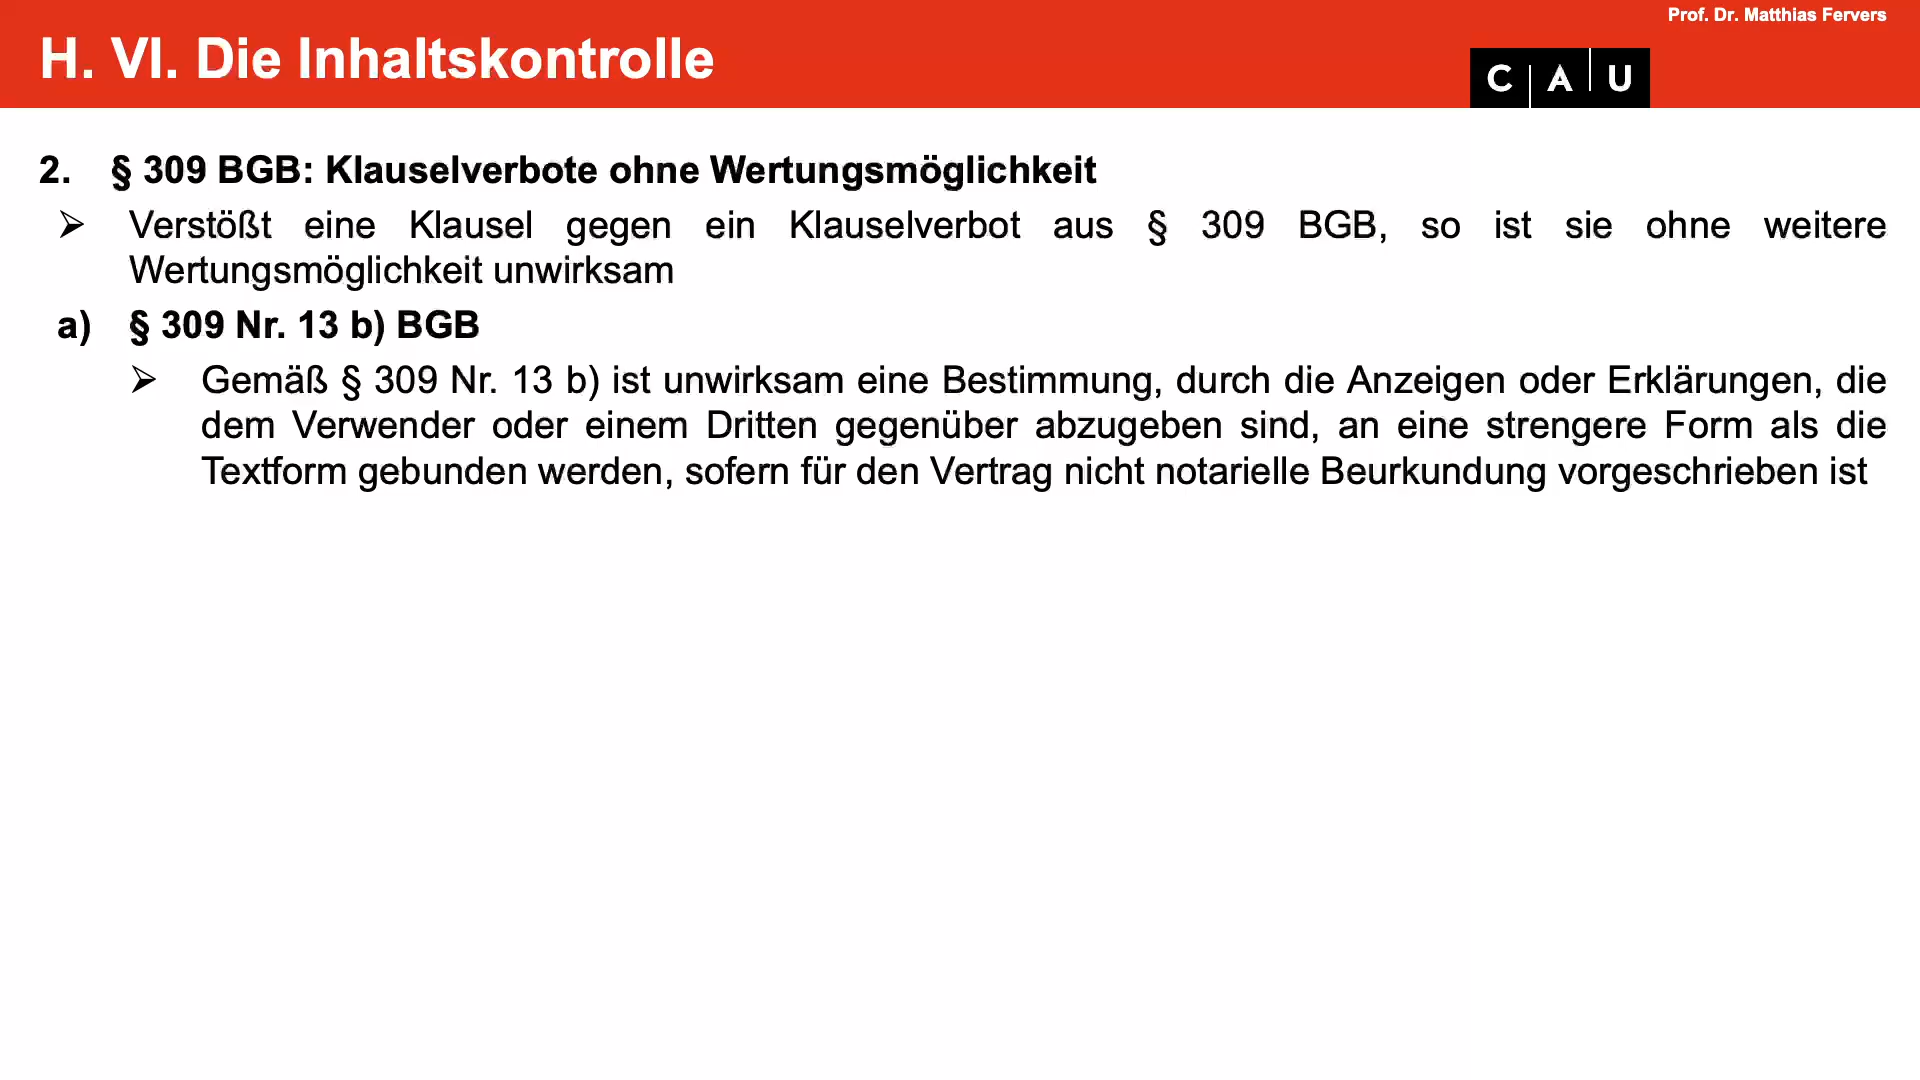 Prof. Dr. Matthias Fervers
H. VI. Die Inhaltskontrolle
C A U
2. § 309 BGB: Klauselverbote ohne Wertungsmöglichkeit
➢ Verstößt eine Klausel gegen ein Klauselverbot aus § 309 BGB, so ist sie ohne weitere
Wertungsmöglichkeit unwirksam
a) § 309 Nr. 13 b) BGB
➢ Gemäß § 309 Nr. 13 b) ist unwirksam eine Bestimmung, durch die Anzeigen oder Erklärungen, die
dem Verwender oder einem Dritten gegenüber abzugeben sind, an eine strengere Form als die
Textform gebunden werden, sofern für den Vertrag nicht notarielle Beurkundung vorgeschrieben ist